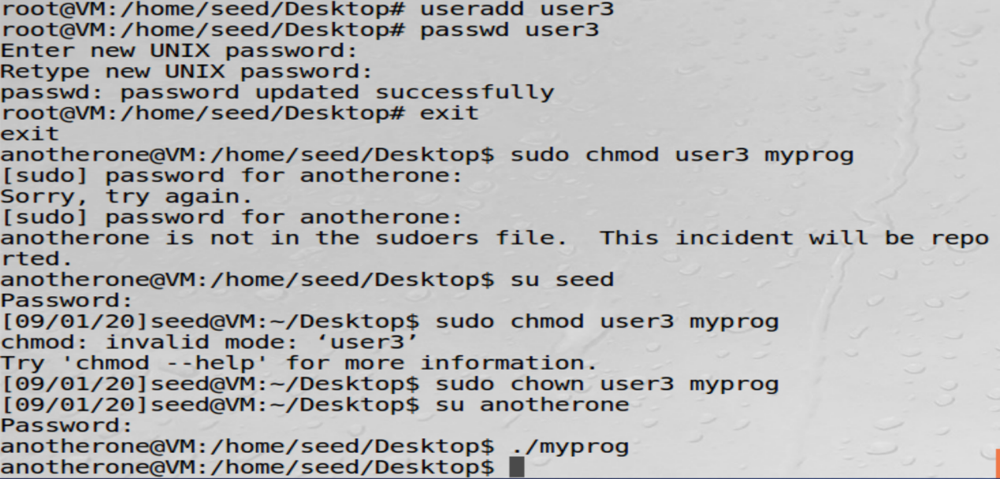 root@VM:/home/seed/Desktop# useradd user3
root@VM:/home/seed/Desktop# passwd user3
Enter new UNIX password:
Retype new UNIX password:
passwd: password updated successfully
root@VM:/home/seed/Desktop# exit
exit
anotherone@VM:/home/seed/Desktop$ sudo chmod user3 myprog
[sudo] password for anotherone:
Sorry, try again.
[sudo] password for anotherone:
anotherone is not in the sudoers file.  This incident will be repo
rted.
anotherone@VM:/home/seed/Desktop$ su seed
Password:
[09/01/20]seed@VM:~/Desktop$ sudo chmod user3 myprog
chmod: invalid mode: ‘user3’
Try 'chmod --help' for more information.
[09/01/20]seed@VM:~/Desktop$ sudo chown user3 myprog
[09/01/20]seed@VM:~/Desktop$ su anotherone
Password:
anotherone@VM:/home/seed/Desktop$ ./myprog
anotherone@VM:/home/seed/Desktop$